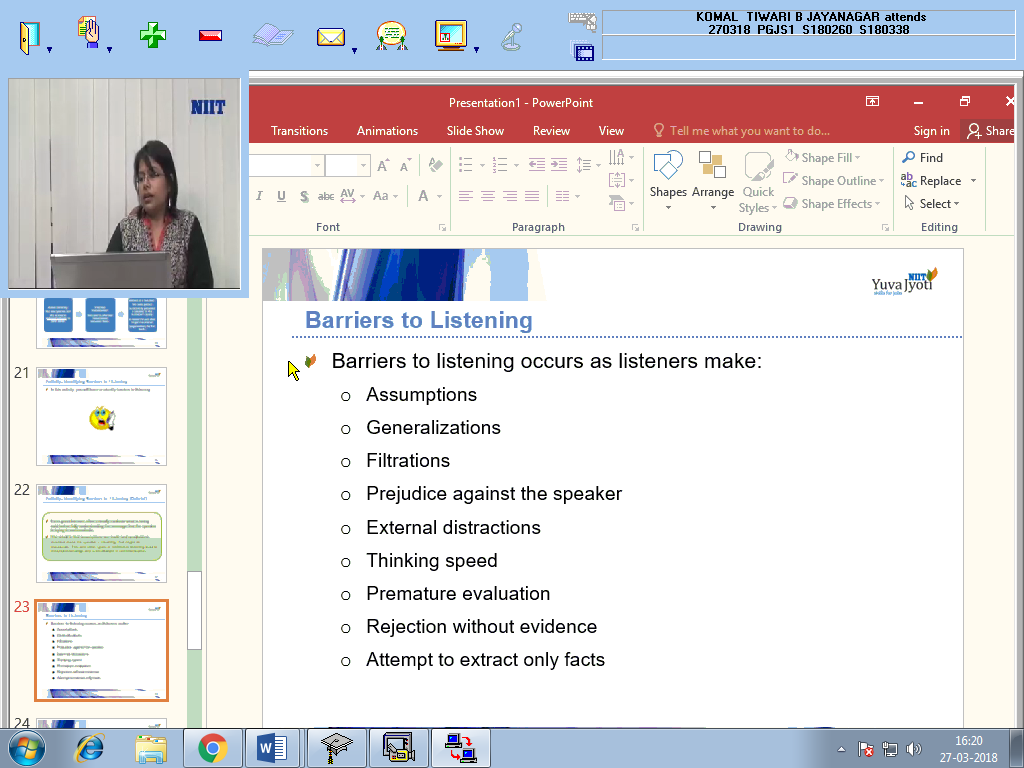 KOMAL TIWARI B JAYANAGAR attends
270318 PGJS1 S180260 S180338
NIIT
Presentation1 - PowerPoint
Transitions Animations Slide Show Review View Tell me what you want to do... Sign in Share
Shapes Arrange Quick Styles
Shape Fill
Shape Outline
Shape Effects
Find
Replace
Select
Font Paragraph Drawing Editing
NIIT
Yuva Jyoti
skills for jobs
Barriers to Listening
Barriers to listening occurs as listeners make:
o Assumptions
o Generalizations
o Filtrations
o Prejudice against the speaker
o External distractions
o Thinking speed
o Premature evaluation
o Rejection without evidence
o Attempt to extract only facts
21
22
23
24
16:20
27-03-2018